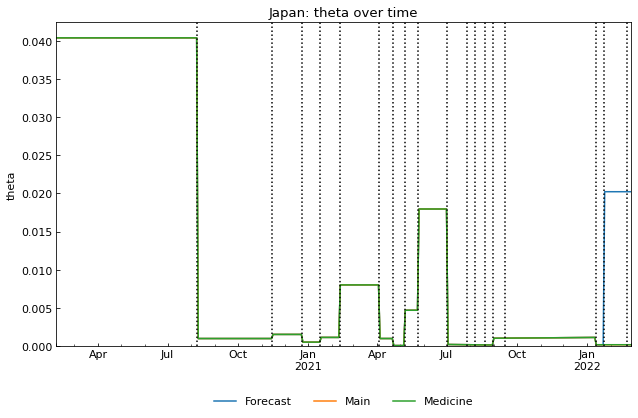 Japan: theta over time
0.040
0.035
0.030
0.025
0.020
0.015
0.010
0.005
0.000
theta
Apr Jul Oct Jan Apr Jul Oct Jan
2021 2022
Forecast Main Medicine